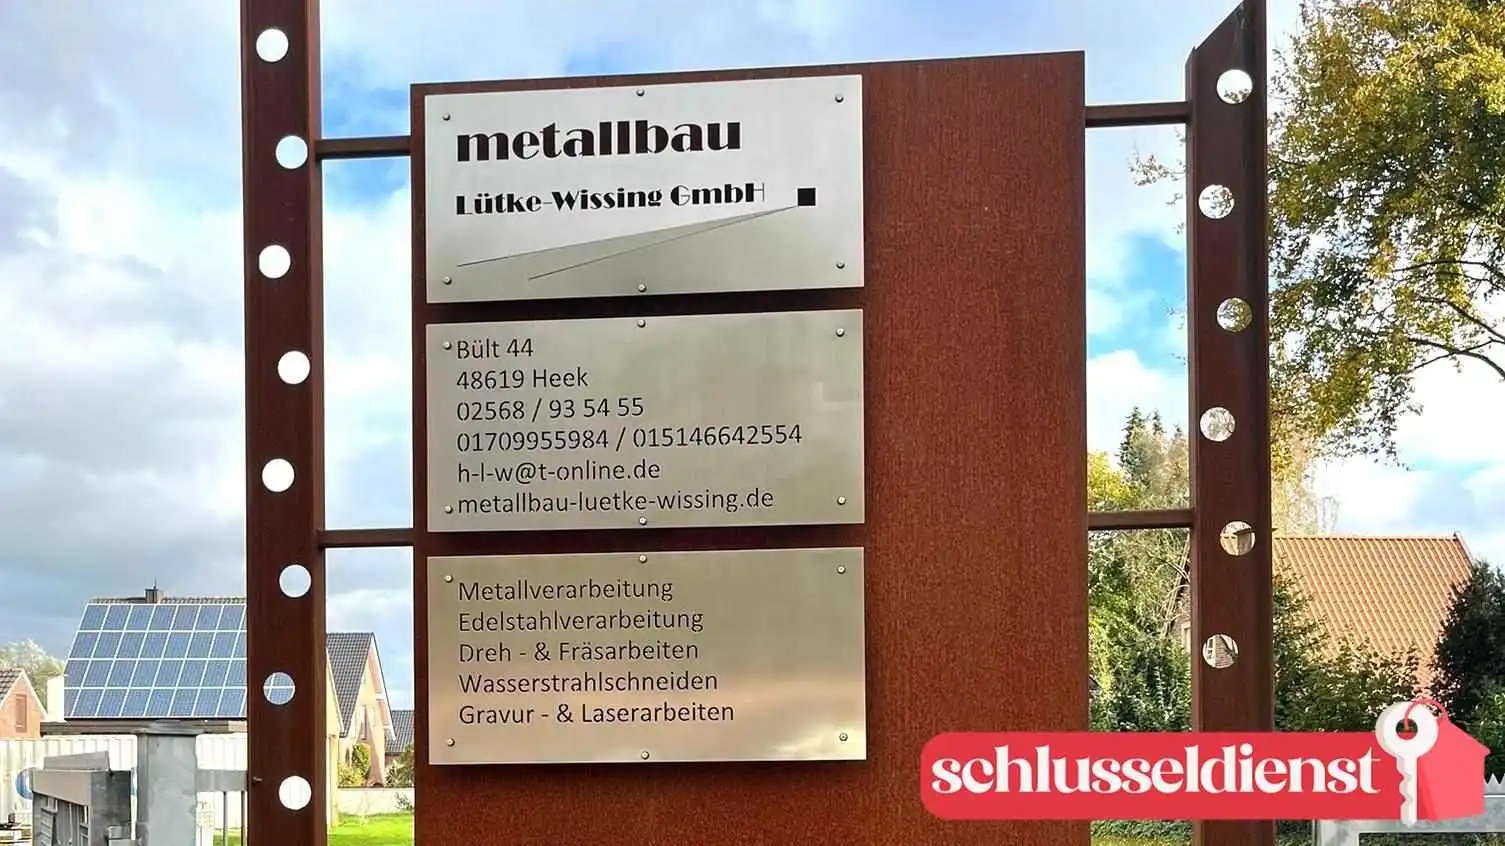 metallbau
Lütke-Wissing GmbH
Bült 44
48619 Heek
02568 / 93 54 55
01709955984 / 015146642554
h-l-w@t-online.de
metallbau-luetke-wissing.de
Metallverarbeitung
Edelstahlverarbeitung
Dreh - & Fräsarbeiten
Wasserstrahlschneiden
Gravur - & Laserarbeiten
schlusseldienst